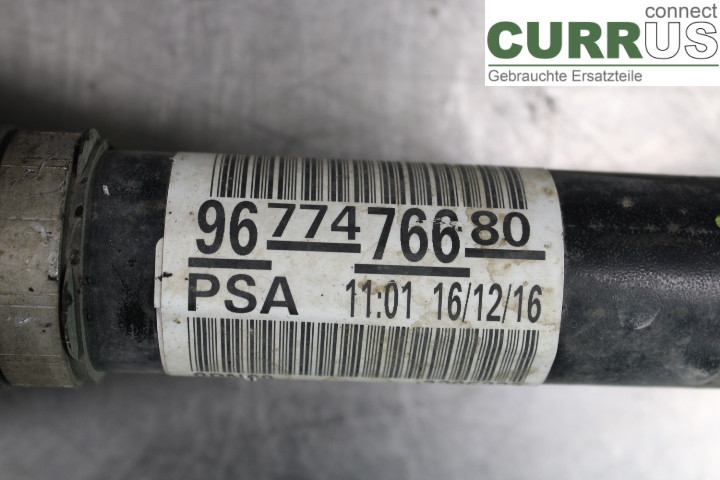 connect
CURRUS
Gebrauchte Ersatzteile
96 774 766 80
PSA 11:01 16/12/16